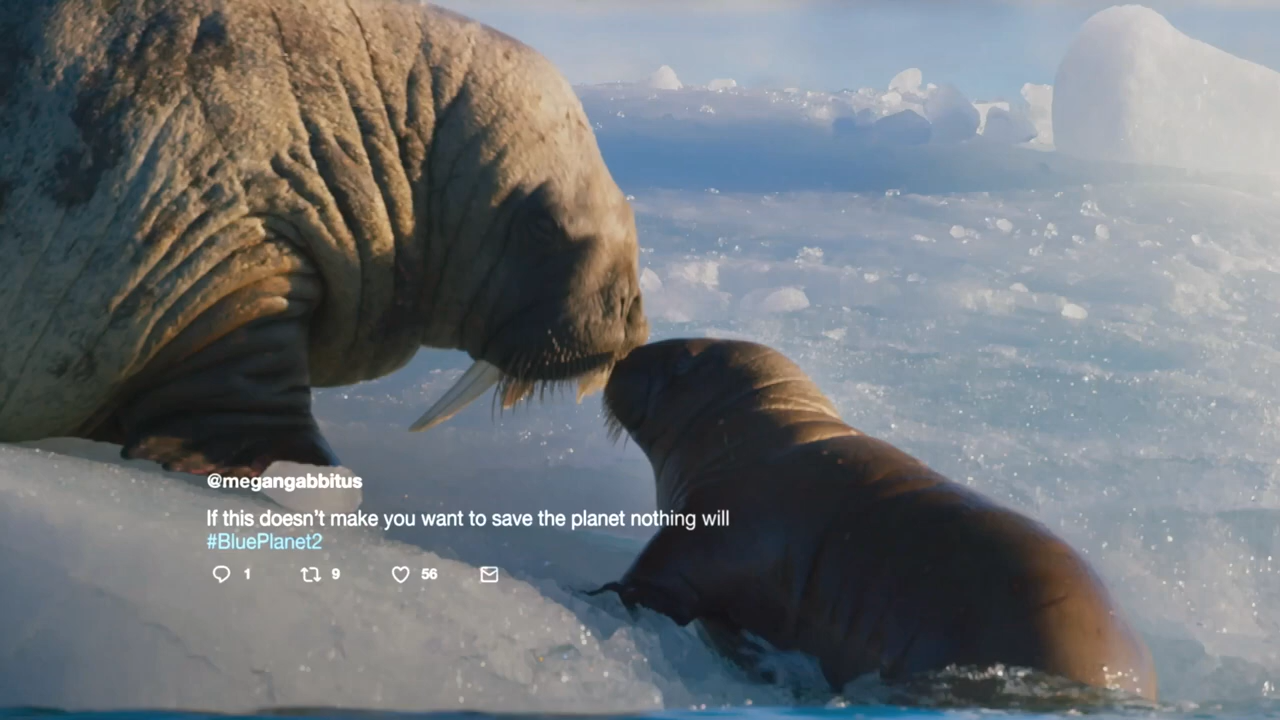 @megangabbitus
If this doesn't make you want to save the planet nothing will
#BluePlanet2
1 9 56